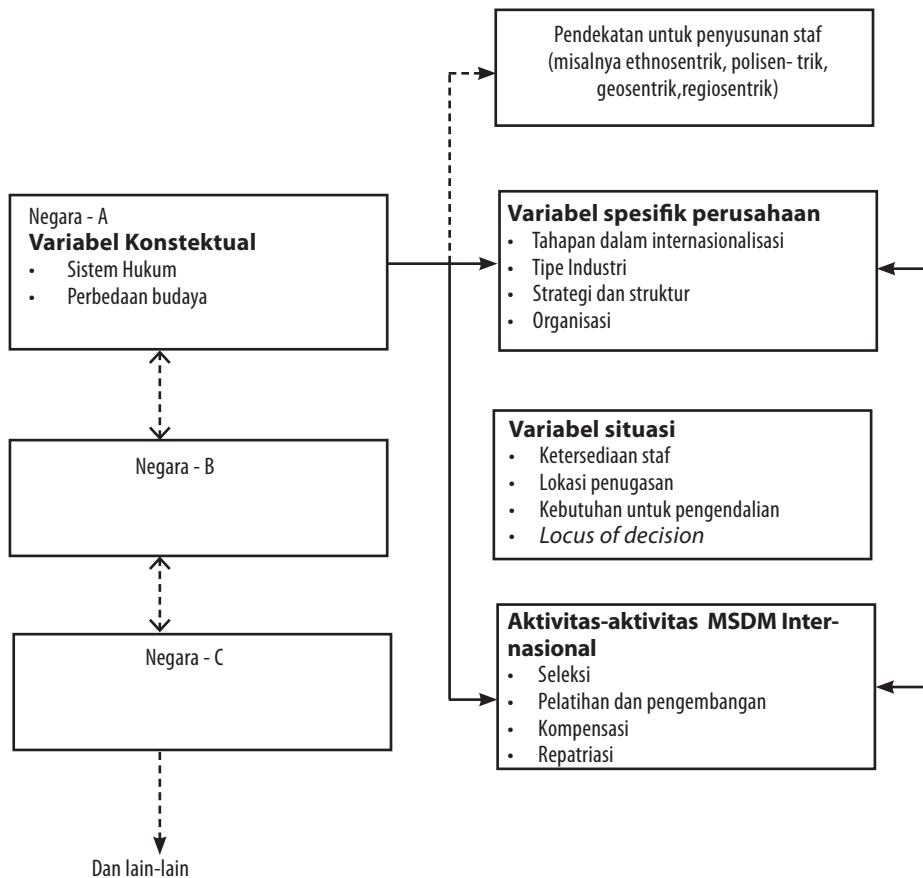 Pendekatan untuk penyusunan staf
(misalnya ethnosentrik, polisen- trik,
geosentrik,regiosentrik)
Negara - A
Variabel Konstektual
• Sistem Hukum
• Perbedaan budaya
Variabel spesifik perusahaan
• Tahapan dalam internasionalisasi
• Tipe Industri
• Strategi dan struktur
• Organisasi
Negara - B
Variabel situasi
• Ketersediaan staf
• Lokasi penugasan
• Kebutuhan untuk pengendalian
• Locus of decision
Negara - C
Aktivitas-aktivitas MSDM Inter-
nasional
• Seleksi
• Pelatihan dan pengembangan
• Kompensasi
• Repatriasi
Dan lain-lain